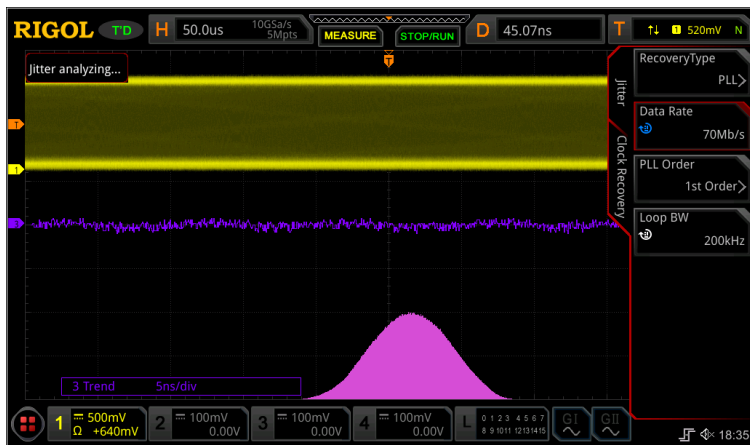 RIGOL T'D H 50.0us 10GSa/s 5Mpts MEASURE STOP/RUN D 45.07ns T 1 520mV N
Jitter analyzing...
T
T
1
3
3 Trend 5ns/div
Jitter
Clock Recovery
RecoveryType
PLL
Data Rate
70Mb/s
PLL Order
1st Order
Loop BW
200kHz
1 500mV Ω +640mV
2 100mV 0.00V
3 100mV 0.00V
4 100mV 0.00V
L 0 1 2 3 4 5 6 7
8 9 10 11 12 13 14 15
GI
GII
18:35